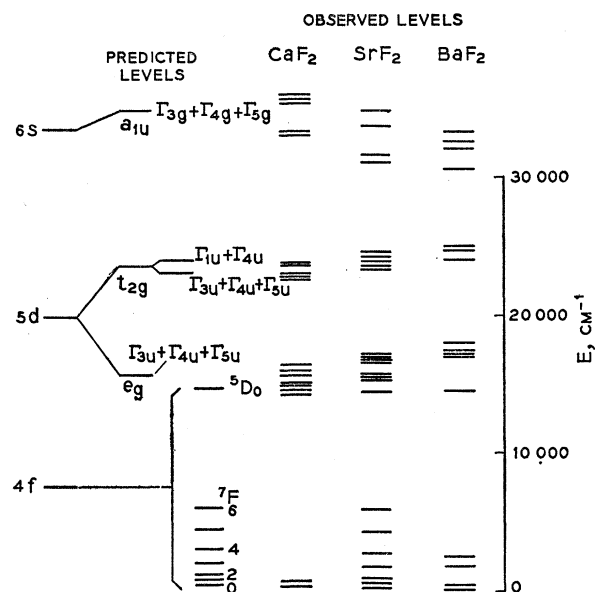 OBSERVED LEVELS
PREDICTED LEVELS
CaF₂ SrF₂ BaF₂
6s
a₁ᵤ
Γ3g+Γ4g+Γ5g
30 000
Γ1u+Γ4u
t2g
Γ3u+Γ4u+Γ5u
5d
20 000
E, CM⁻¹
Γ3u+Γ4u+Γ5u
eg
⁵D₀
10 000
4f
⁷F
6
4
2
0
0